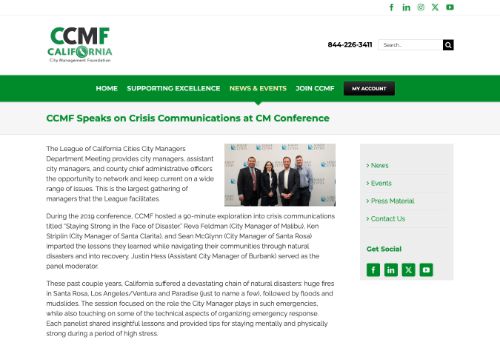 CCMF
CALIFORNIA
City Management Foundation
844-226-3411
Search...
HOME SUPPORTING EXCELLENCE NEWS & EVENTS JOIN CCMF MY ACCOUNT
CCMF Speaks on Crisis Communications at CM Conference
The League of California Cities City Managers
Department Meeting provides city managers, assistant
city managers, and county chief administrative officers
the opportunity to network and keep current on a wide
range of issues. This is the largest gathering of
managers that the League facilitates.
During the 2019 conference, CCMF hosted a 90-minute exploration into crisis communications
titled "Staying Strong in the Face of Disaster." Reva Feldman (City Manager of Malibu), Ken
Striplin (City Manager of Santa Clarita), and Sean McGlynn (City Manager of Santa Rosa)
imparted the lessons they learned while navigating their communities through natural
disasters and into recovery. Justin Hess (Assistant City Manager of Burbank) served as the
panel moderator.
These past couple years, California suffered a devastating chain of natural disasters: huge fires
in Santa Rosa, Los Angeles/Ventura and Paradise (just to name a few), followed by floods and
mudslides. The session focused on the role the City Manager plays in such emergencies,
while also touching on some of the technical aspects of organizing emergency response.
Each panelist shared insightful lessons and provided tips for staying mentally and physically
strong during a period of high stress.
> News
> Events
> Press Material
> Contact Us
Get Social